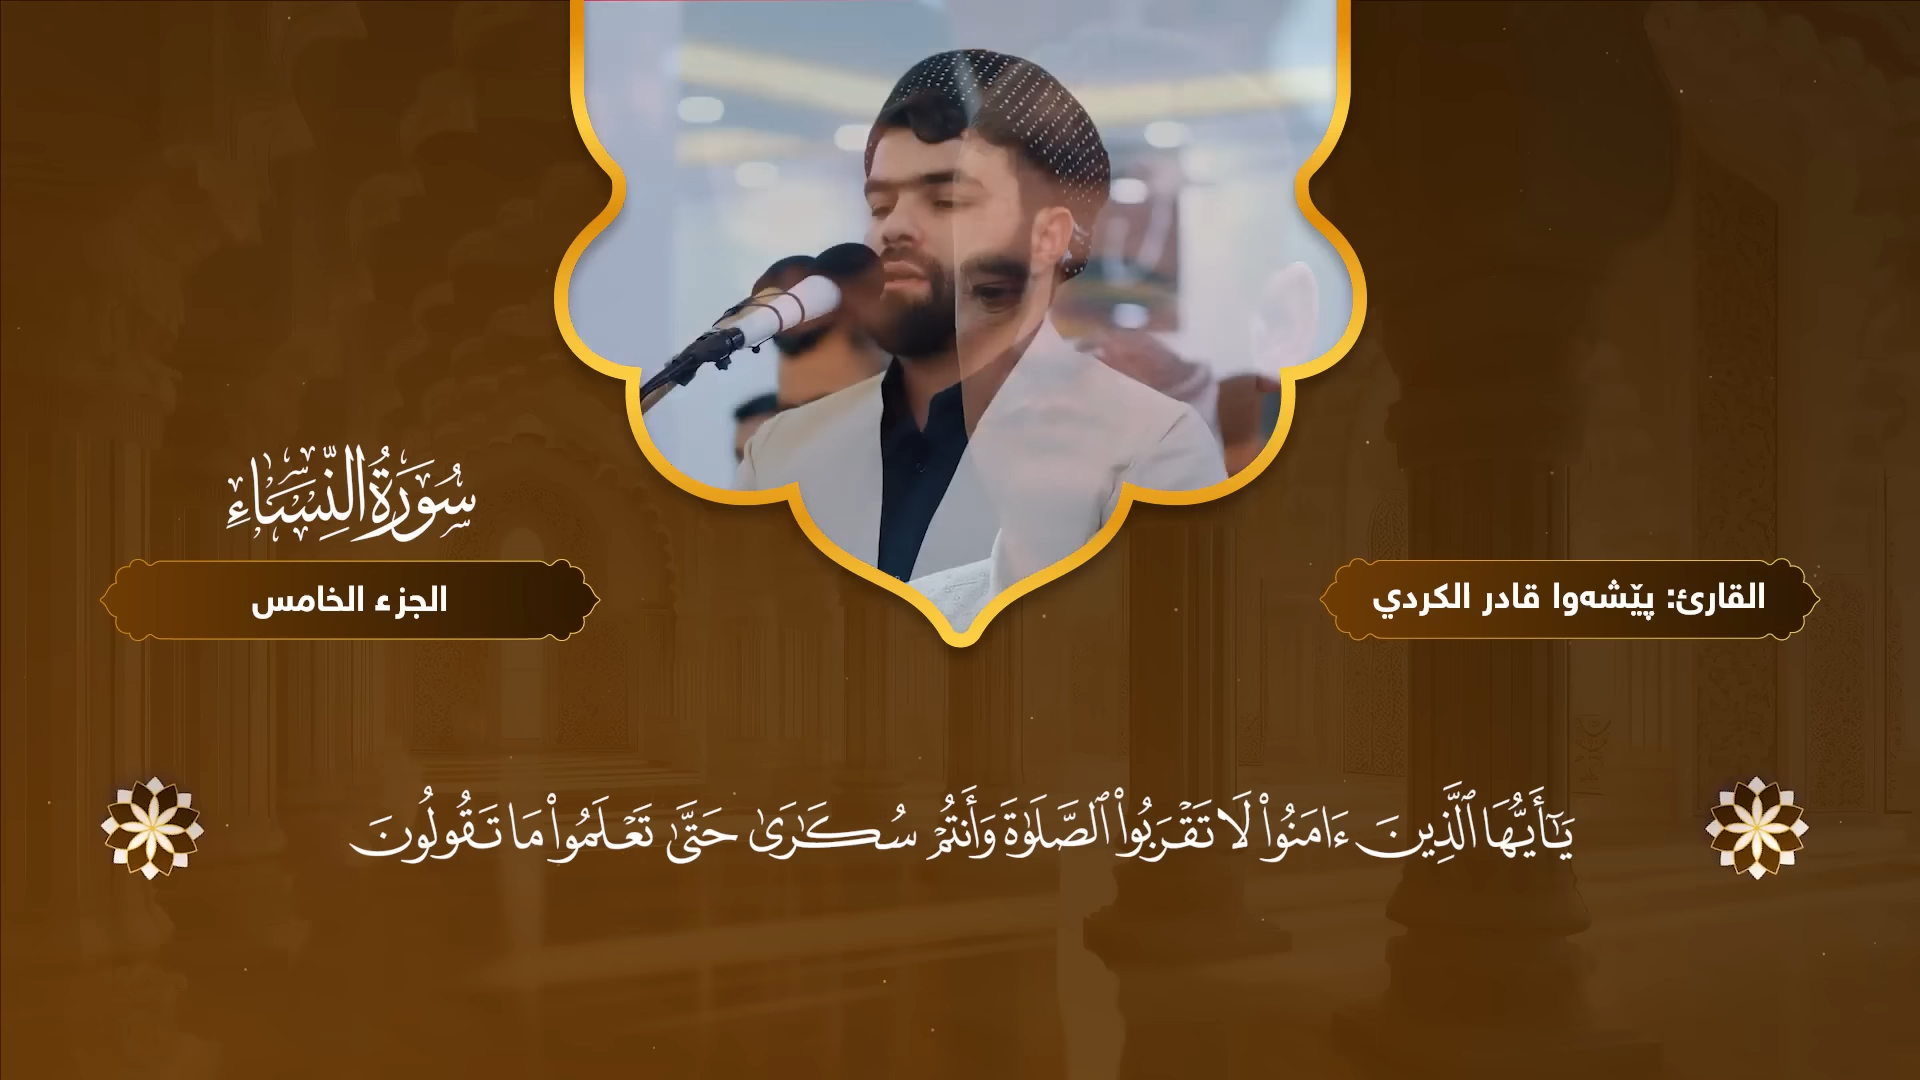 سُورَةُ النِّسَاءِ
القارئ: پێشەوا قادر الكردي
الجزء الخامس
يَٰٓأَيُّهَا ٱلَّذِينَ ءَامَنُوا۟ لَا تَقْرَبُوا۟ ٱلصَّلَوٰةَ وَأَنتُمْ سُكَٰرَىٰ حَتَّىٰ تَعْلَمُوا۟ مَا تَقُولُونَ